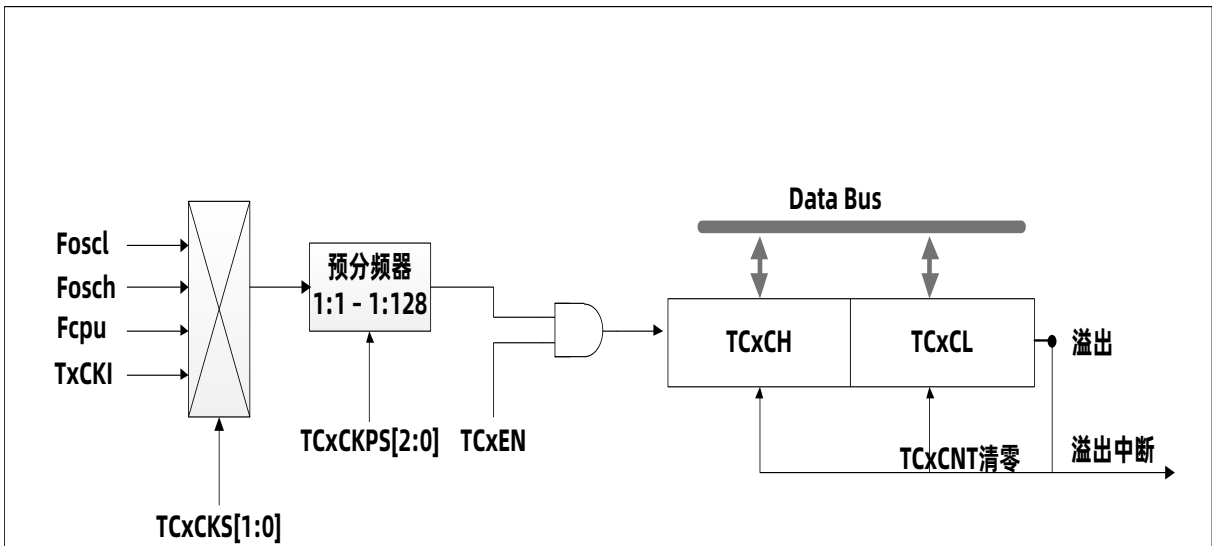 Data Bus
Foscl
Fosch
Fcpu
TxCKI
预分频器
1:1 – 1:128
TCxCH
TCxCL
溢出
TCxCKPS[2:0]
TCxEN
TCxCNT清零
溢出中断
TCxCKS[1:0]